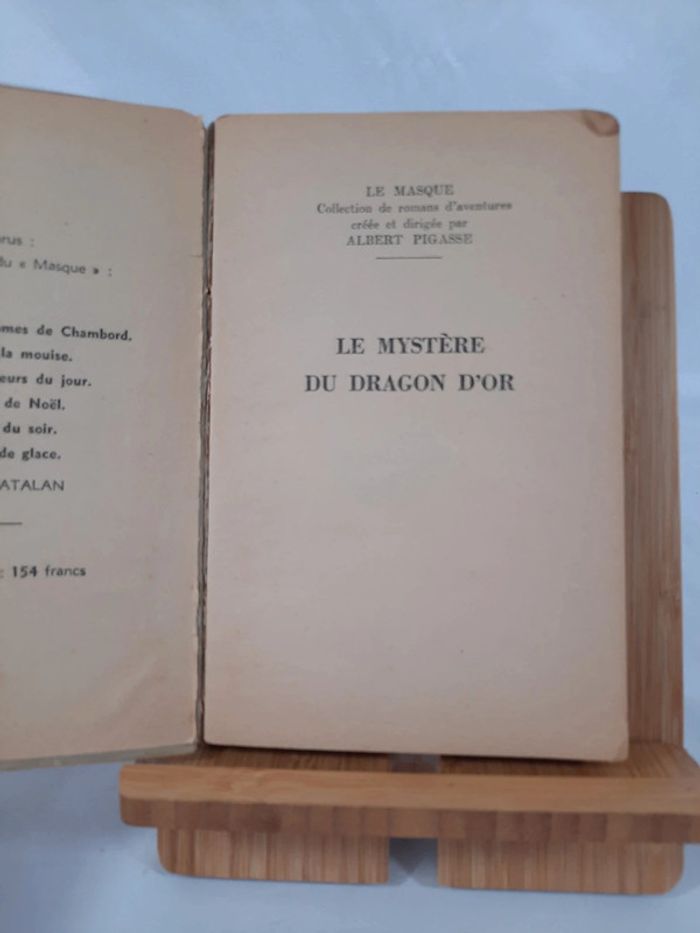 rus :
du « Masque » :
mes de Chambord.
la mouise.
eurs du jour.
de Noël.
du soir.
de glace.
ATALAN
: 154 francs
LE MASQUE
Collection de romans d'aventures
créée et dirigée par
ALBERT PIGASSE
LE MYSTÈRE
DU DRAGON D'OR